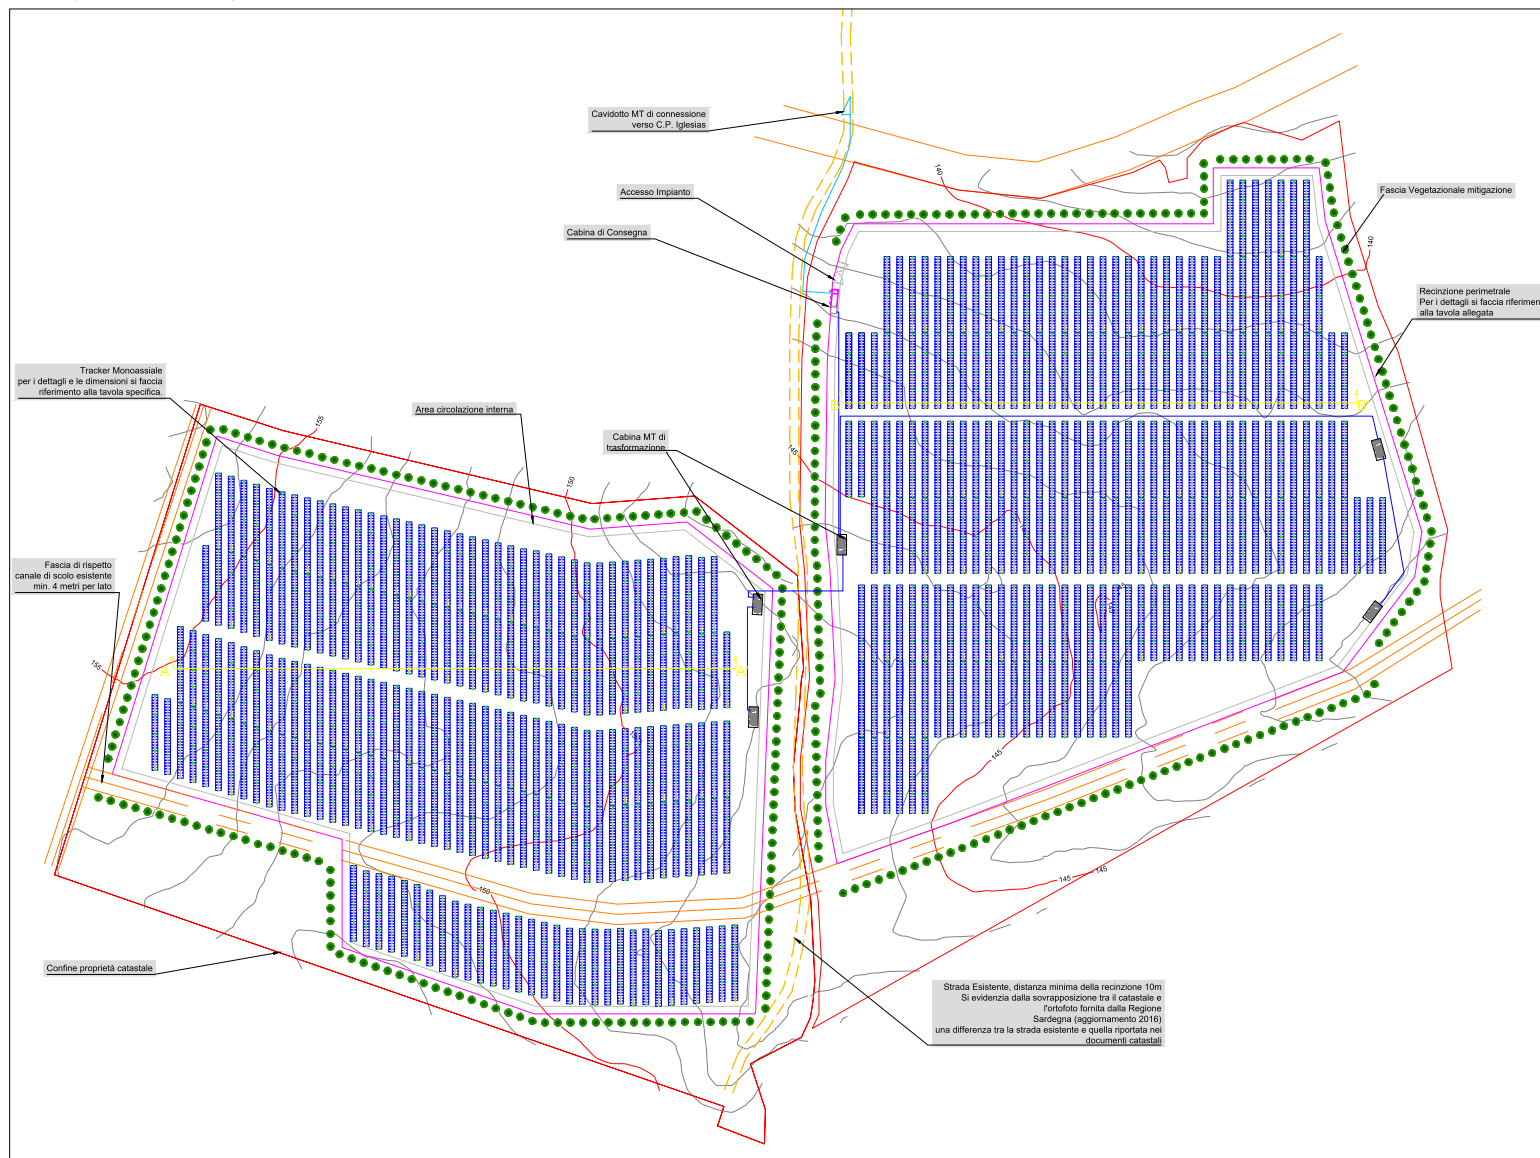 Cavidotto MT di connessione
verso C.P. Iglesias
Accesso Impianto
Cabina di Consegna
Fascia Vegetazionale mitigazione
Recinzione perimetrale
Per i dettagli si faccia riferimen
alla tavola allegata
Tracker Monoassiale
per i dettagli e le dimensioni si faccia
riferimento alla tavola specifica.
Area circolazione interna
Cabina MT di
trasformazione
Fascia di rispetto
canale di scolo esistente
min. 4 metri per lato
Confine proprietà catastale
Strada Esistente, distanza minima della recinzione 10m
Si evidenzia dalla sovrapposizione tra il catastale e
l'ortofoto fornita dalla Regione
Sardegna (aggiornamento 2016)
una differenza tra la strada esistente e quella riportata nei
documenti catastali
140
140
155
150
145
155
150
145
145
145
A
A'
B
B'